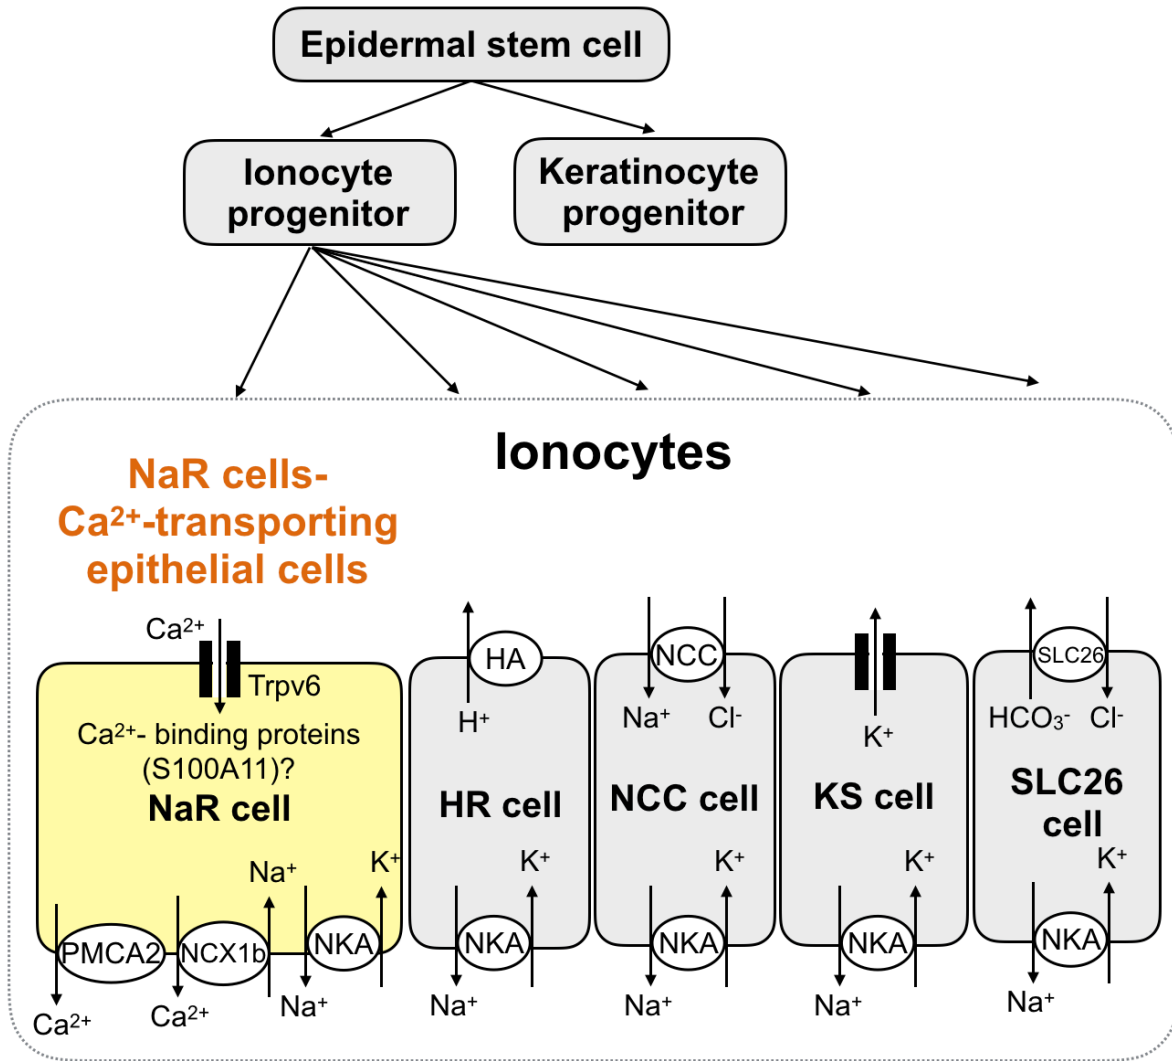 Epidermal stem cell
Ionocyte
progenitor
Keratinocyte
progenitor
Ionocytes
NaR cells-
Ca²⁺-transporting
epithelial cells
Ca²⁺
Trpv6
Ca²⁺- binding proteins
(S100A11)?
NaR cell
Na⁺
K⁺
PMCA2
NCX1b
NKA
Ca²⁺
Ca²⁺
Na⁺
HA
H⁺
HR cell
K⁺
NKA
Na⁺
NCC
Na⁺
Cl⁻
NCC cell
K⁺
NKA
Na⁺
K⁺
KS cell
K⁺
NKA
Na⁺
SLC26
HCO₃⁻
Cl⁻
SLC26
cell
K⁺
NKA
Na⁺